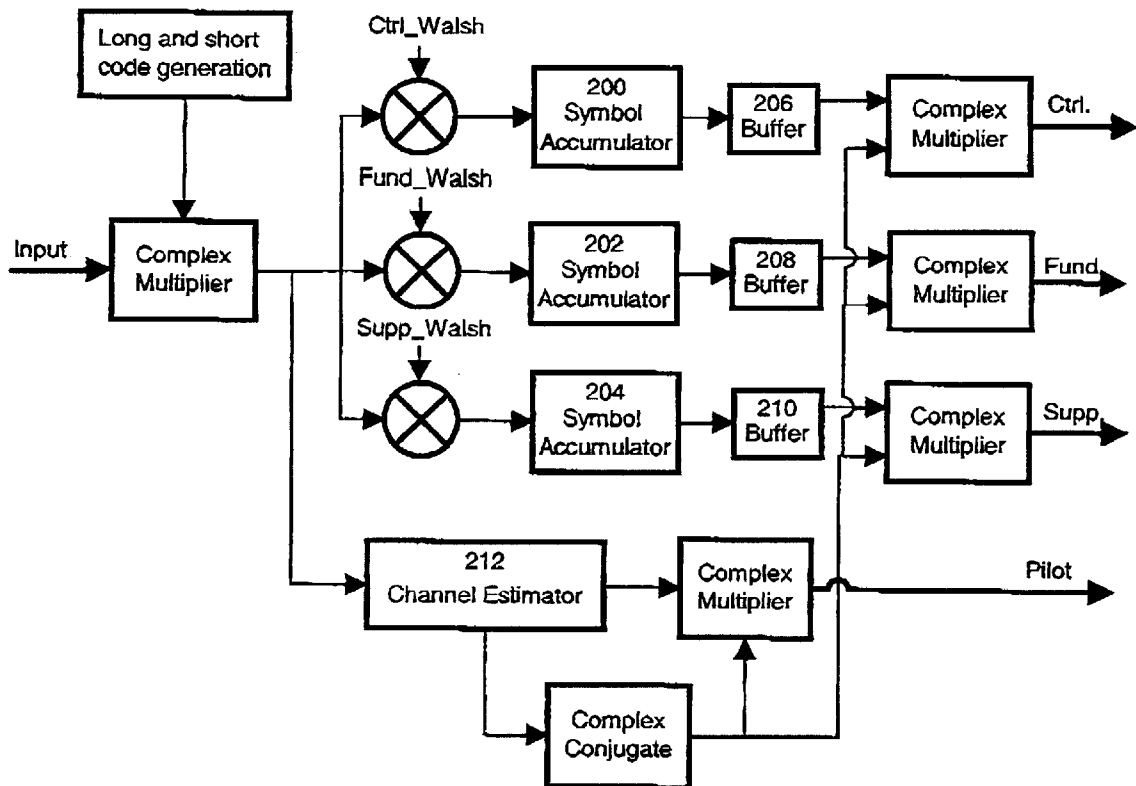 Long and short
code generation
Ctrl_Walsh
200
Symbol
Accumulator
206
Buffer
Complex
Multiplier
Ctrl.
Fund_Walsh
Input
Complex
Multiplier
202
Symbol
Accumulator
208
Buffer
Complex
Multiplier
Fund.
Supp_Walsh
204
Symbol
Accumulator
210
Buffer
Complex
Multiplier
Supp.
212
Channel Estimator
Complex
Multiplier
Pilot
Complex
Conjugate